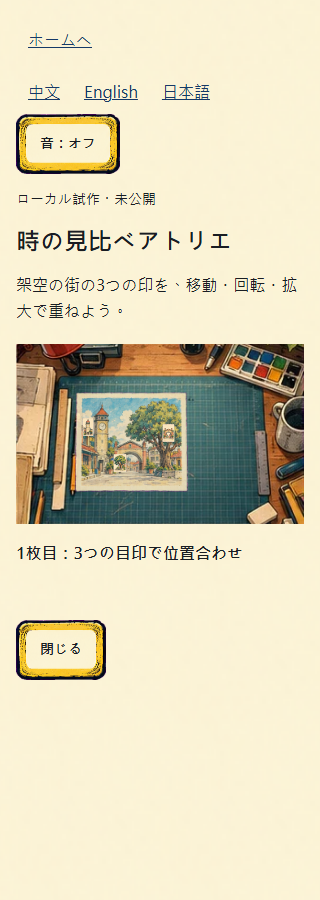 ホームへ
中文 English 日本語
音：オフ
ローカル試作・未公開
時の見比べアトリエ
架空の街の3つの印を、移動・回転・拡
大で重ねよう。
1枚目：3つの目印で位置合わせ
閉じる